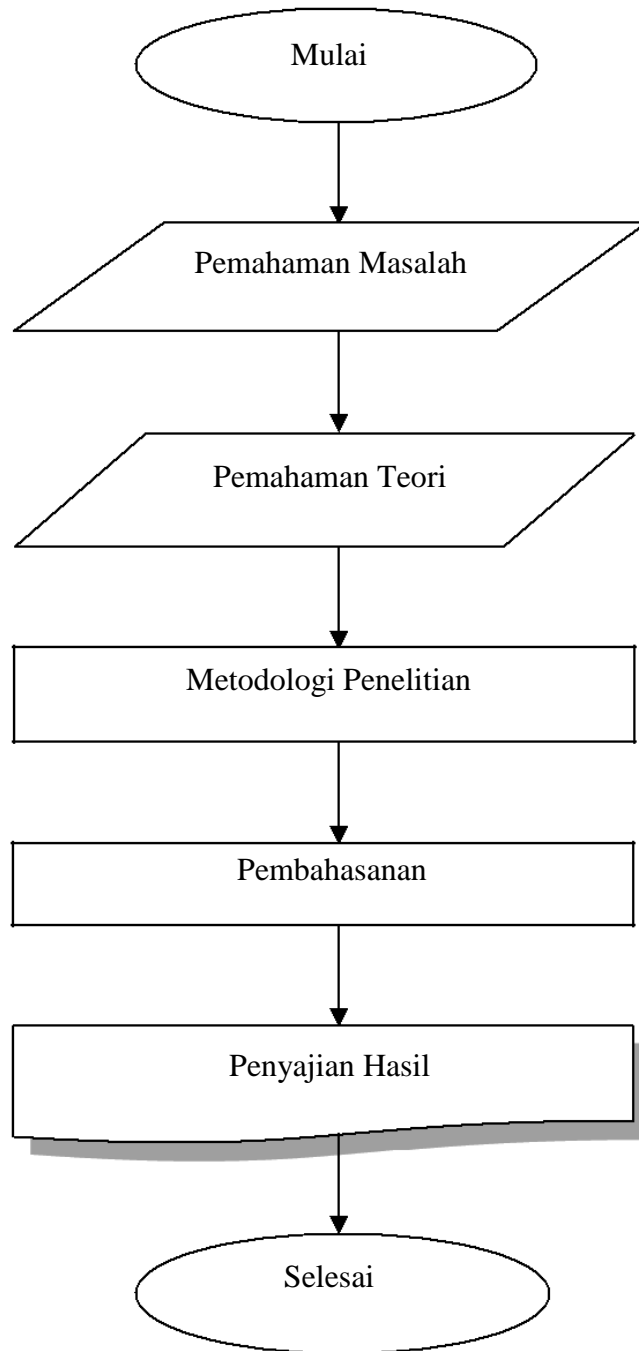 Mulai
Pemahaman Masalah
Pemahaman Teori
Metodologi Penelitian
Pembahasanan
Penyajian Hasil
Selesai